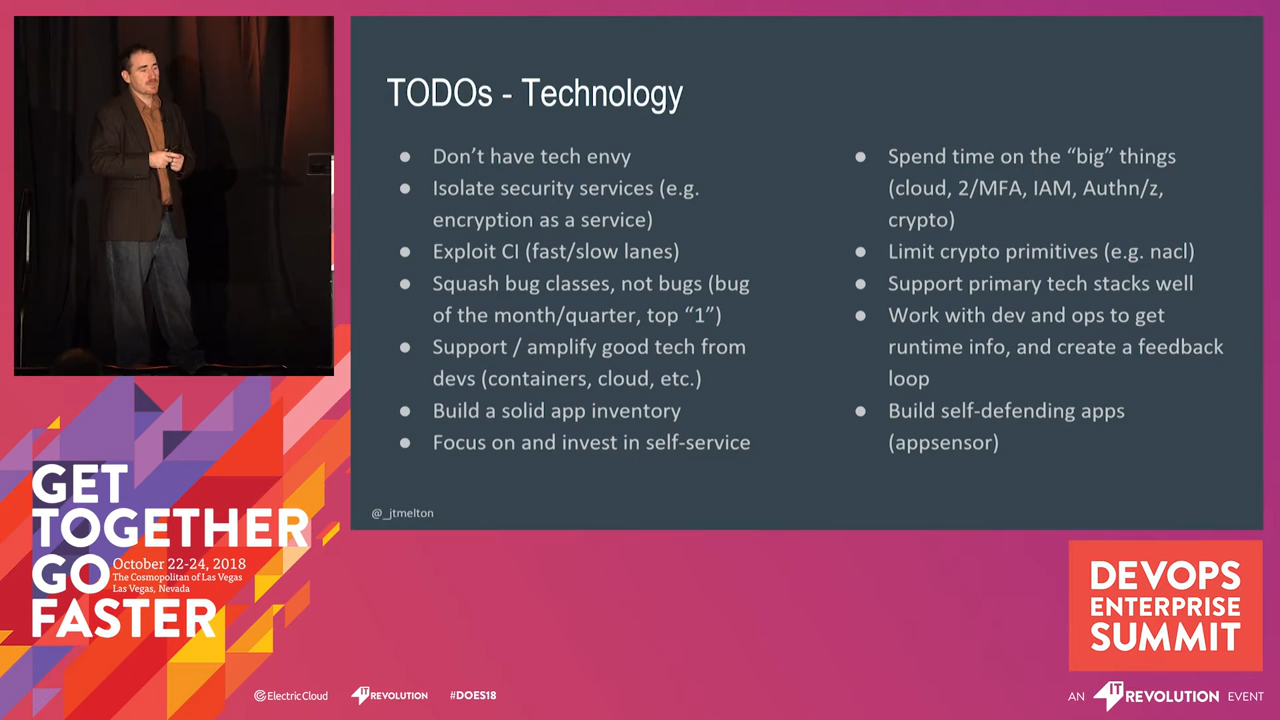 TODOs - Technology
● Don't have tech envy
● Isolate security services (e.g.
encryption as a service)
● Exploit CI (fast/slow lanes)
● Squash bug classes, not bugs (bug
of the month/quarter, top “1”)
● Support / amplify good tech from
devs (containers, cloud, etc.)
● Build a solid app inventory
● Focus on and invest in self-service
● Spend time on the “big” things
(cloud, 2/MFA, IAM, Authn/z,
crypto)
● Limit crypto primitives (e.g. nacl)
● Support primary tech stacks well
● Work with dev and ops to get
runtime info, and create a feedback
loop
● Build self-defending apps
(appsensor)
@_jtmelton
GET
TOGETHER
GO
October 22-24, 2018
The Cosmopolitan of Las Vegas
Las Vegas, Nevada
FASTER
DEVOPS
ENTERPRISE
SUMMIT
Electric Cloud
IT REVOLUTION
#DOES18
AN IT REVOLUTION EVENT